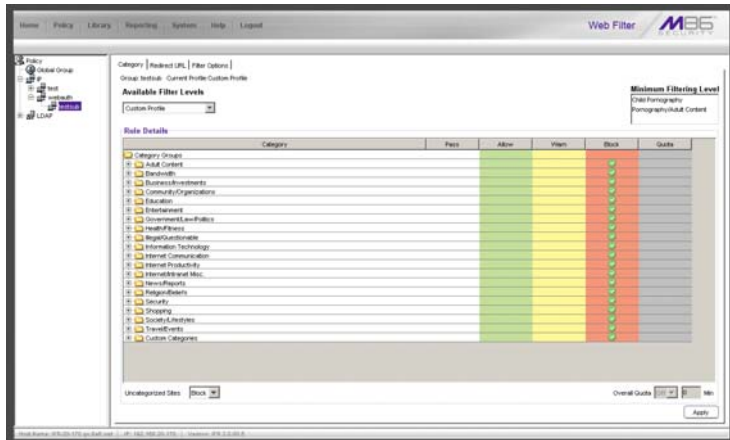 Home Policy Library Reporting System Help Logout
Web Filter
M86
SECURITY
Policy
Global Group
IP
test
webauth
testsub
LDAP
Category Redirect URL Filter Options
Group: testsub Current Profile: Custom Profile
Available Filter Levels
Custom Profile
Minimum Filtering Level
Child Pornography
Pornography/Adult Content
Rule Details
Category Pass Allow Warn Block Quota
Category Groups
Adult Content
Bandwidth
Business/Investments
Community/Organizations
Education
Entertainment
Government/Law/Politics
Health/Fitness
Illegal/Questionable
Information Technology
Internet Communication
Internet Productivity
Internet/Intranet Misc.
News/Reports
Religion/Beliefs
Security
Shopping
Society/Lifestyles
Travel/Events
Custom Categories
Uncategorized Sites Block
Overall Quota Min
Apply